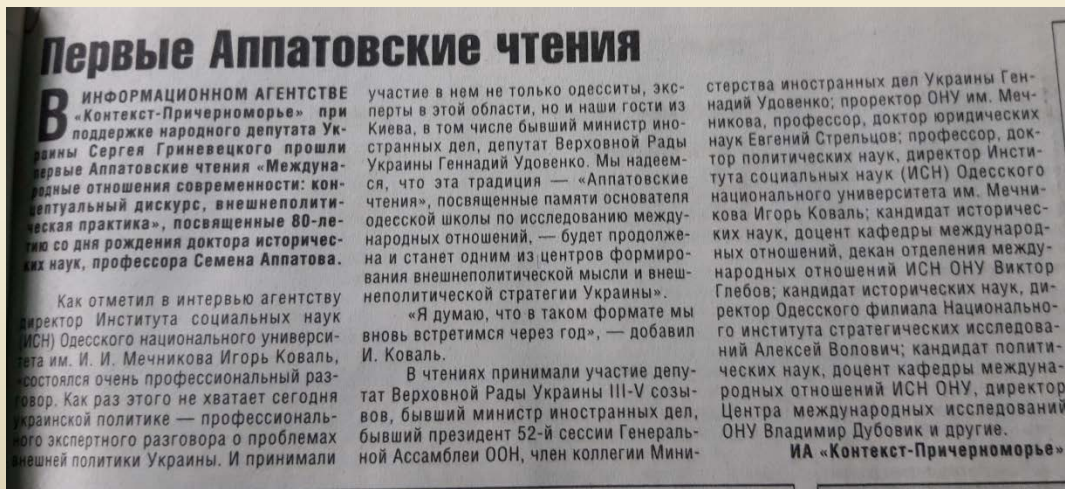 Первые Аппатовские чтения
В ИНФОРМАЦИОННОМ АГЕНТСТВЕ
«Контекст-Причерноморье» при
поддержке народного депутата Ук-
раины Сергея Гриневецкого прошли
первые Аппатовские чтения «Междуна-
родные отношения современности: кон-
цептуальный дискурс, внешнеполити-
ческая практика», посвященные 80-ле-
тию со дня рождения доктора историчес-
ких наук, профессора Семена Аппатова.
Как отметил в интервью агентству
директор Института социальных наук
(ИСН) Одесского национального универси-
тета им. И. И. Мечникова Игорь Коваль,
«состоялся очень профессиональный раз-
говор. Как раз этого не хватает сегодня
украинской политике — профессиональ-
ного экспертного разговора о проблемах
внешней политики Украины. И принимали
участие в нем не только одесситы, экс-
перты в этой области, но и наши гости из
Киева, в том числе бывший министр ино-
странных дел, депутат Верховной Рады
Украины Геннадий Удовенко. Мы надеем-
ся, что эта традиция — «Аппатовские
чтения», посвященные памяти основателя
одесской школы по исследованию между-
народных отношений, — будет продолже-
на и станет одним из центров формиро-
вания внешнеполитической мысли и внеш-
неполитической стратегии Украины».
«Я думаю, что в таком формате мы
вновь встретимся через год», — добавил
И. Коваль.
В чтениях принимали участие депу-
тат Верховной Рады Украины III-V созы-
вов, бывший министр иностранных дел,
бывший президент 52-й сессии Генераль-
ной Ассамблеи ООН, член коллегии Мини-
стерства иностранных дел Украины Ген-
надий Удовенко; проректор ОНУ им. Меч-
никова, профессор, доктор юридических
наук Евгений Стрельцов; профессор, док-
тор политических наук, директор Инсти-
тута социальных наук (ИСН) Одесского
национального университета им. Мечни-
кова Игорь Коваль; кандидат историчес-
ких наук, доцент кафедры международ-
ных отношений, декан отделения между-
народных отношений ИСН ОНУ Виктор
Глебов; кандидат исторических наук, ди-
ректор Одесского филиала Национально-
го института стратегических исследова-
ний Алексей Волович; кандидат полити-
ческих наук, доцент кафедры междуна-
родных отношений ИСН ОНУ, директор
Центра международных исследований
ОНУ Владимир Дубовик и другие.
ИА «Контекст-Причерноморье»